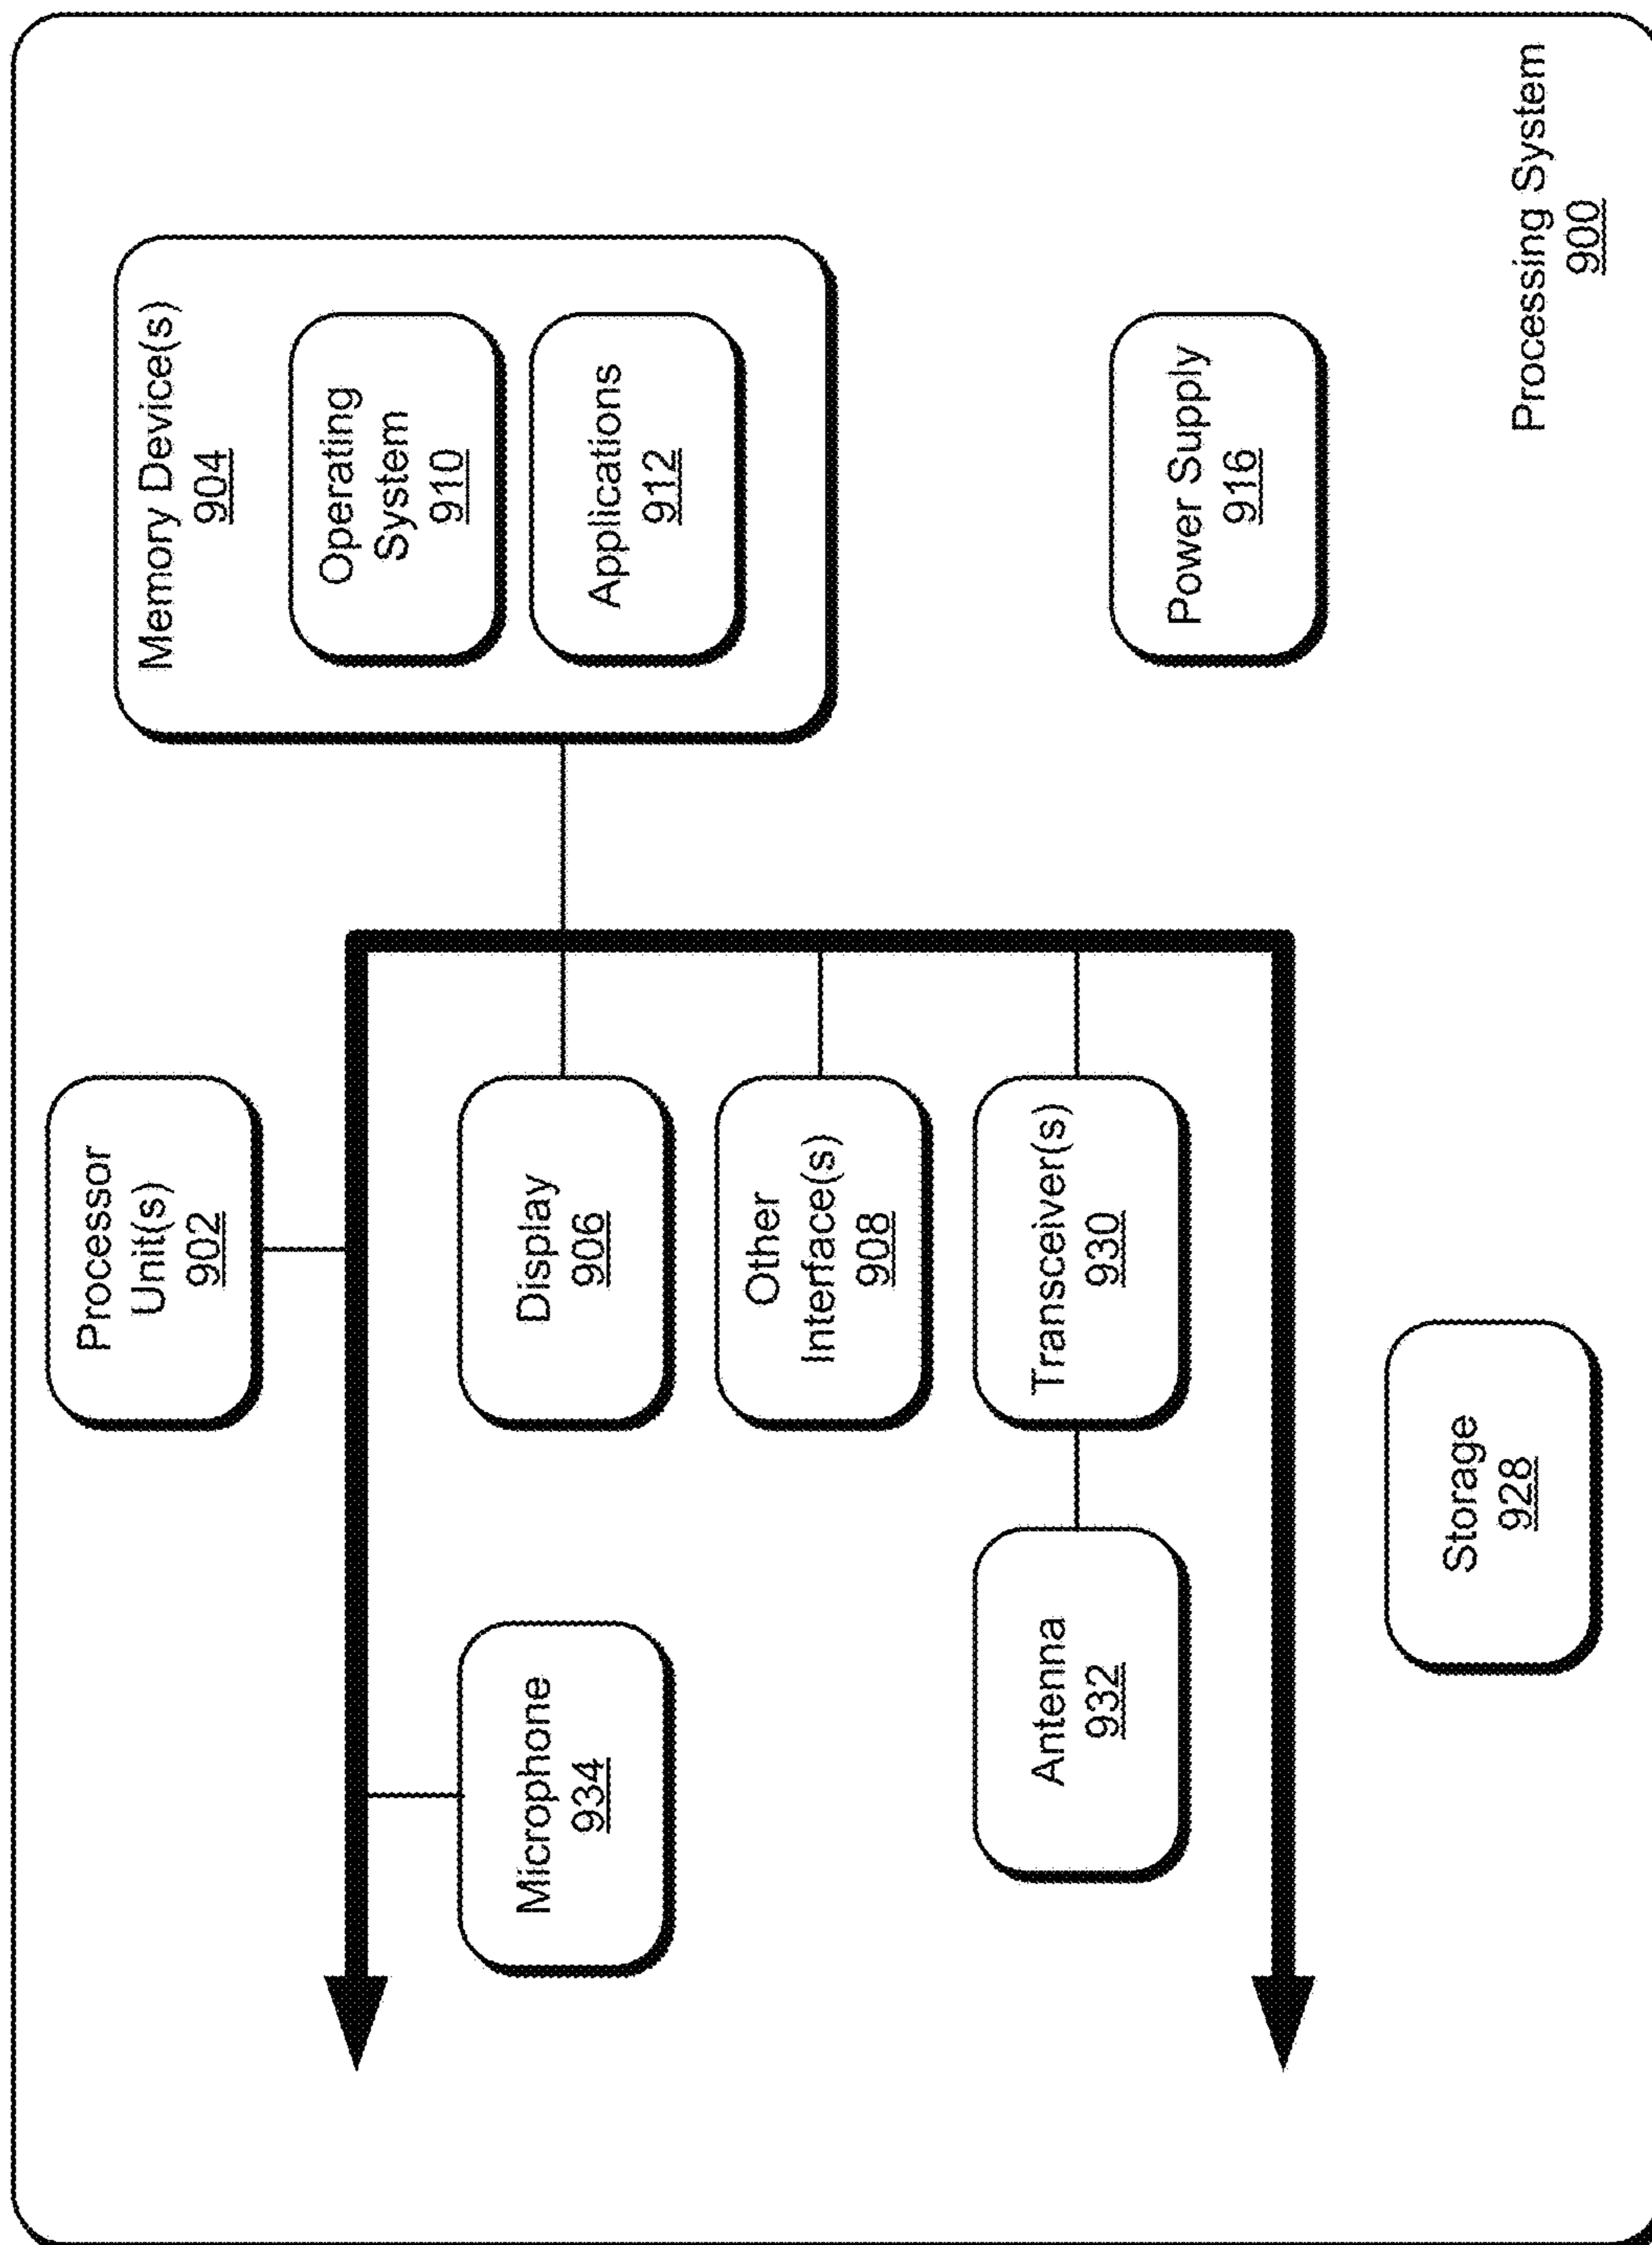 Processor
Unit(s)
902
Memory Device(s)
904
Operating
System
910
Applications
912
Microphone
934
Display
906
Other
Interface(s)
908
Antenna
932
Transceiver(s)
930
Power Supply
916
Storage
928
Processing System
900